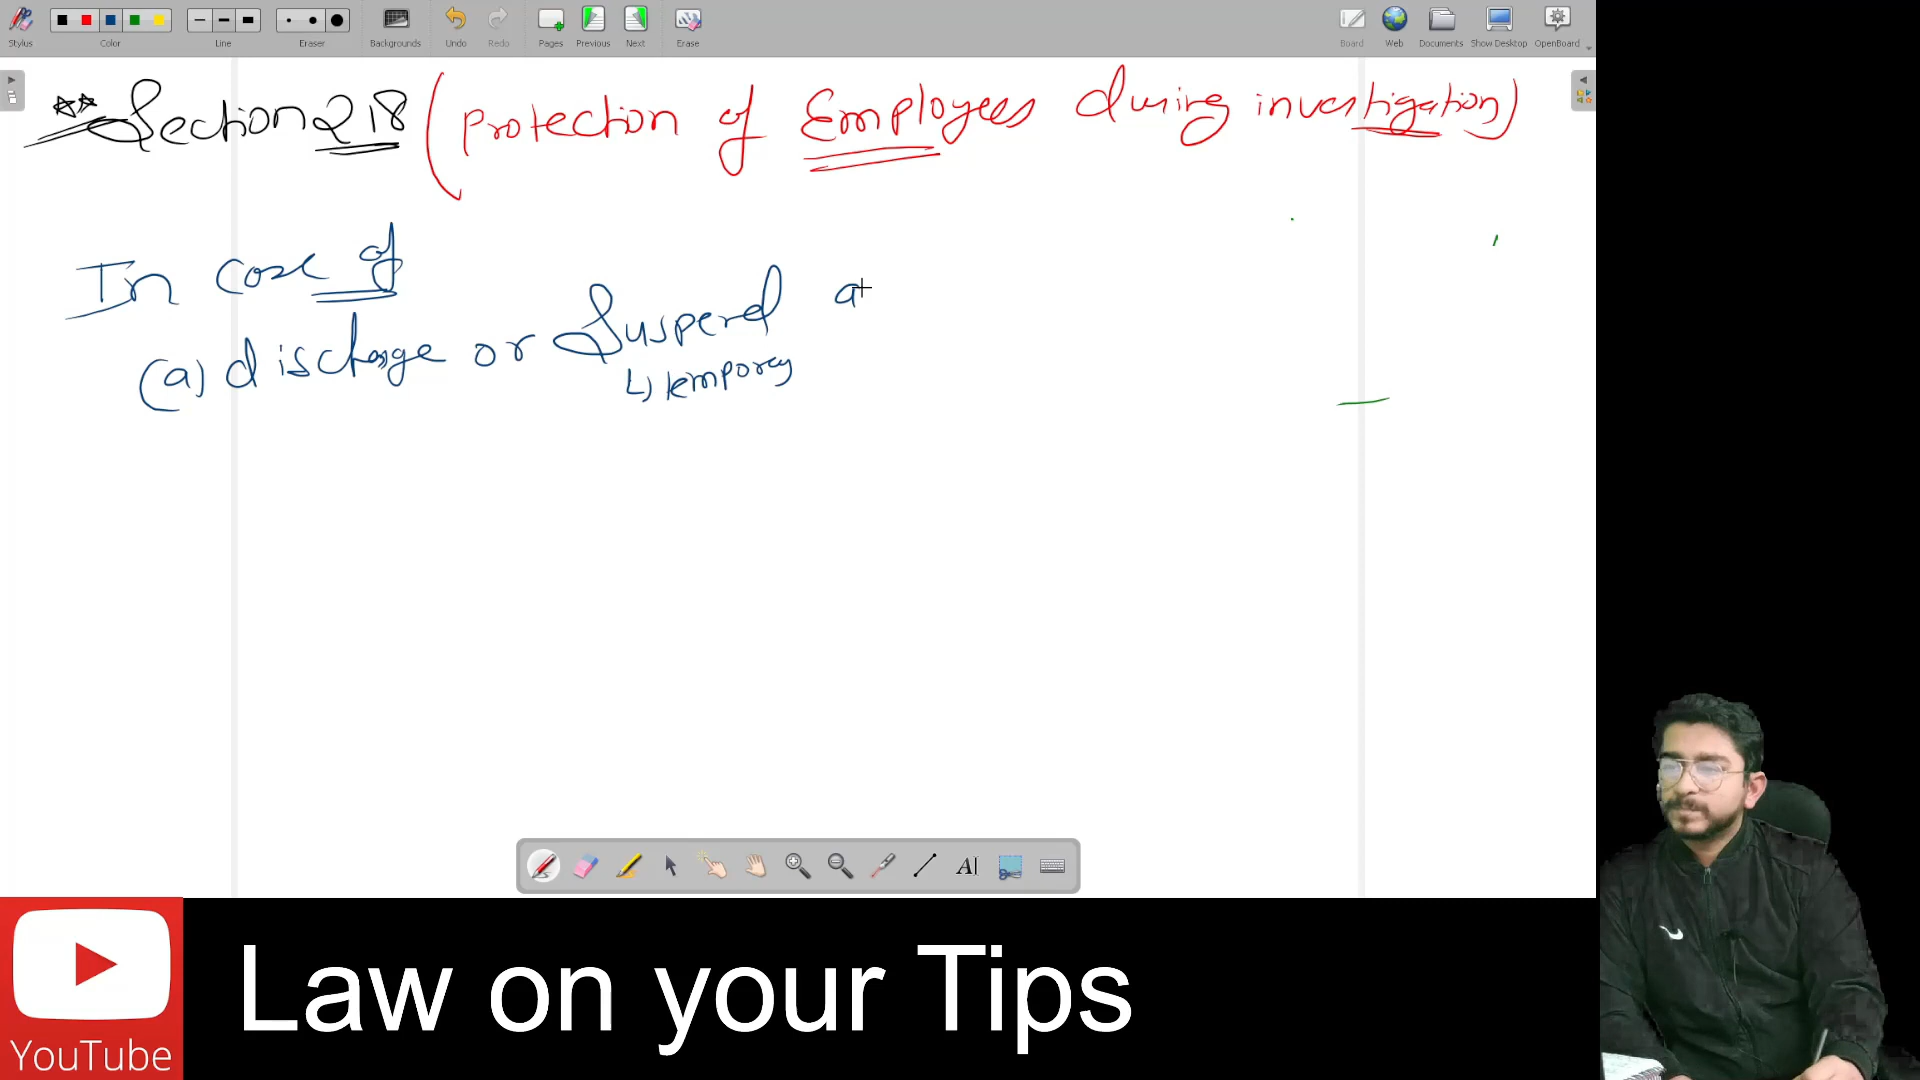 Stylus
Color
Line
Eraser
Backgrounds
Undo
Redo
Pages
Previous
Next
Erase
Board
Web
Documents
Show Desktop
OpenBoard
Section 218 (protection of Employees during investigation)
In case of
(a) discharge or Suspend a
↳ temporary
Law on your Tips
YouTube